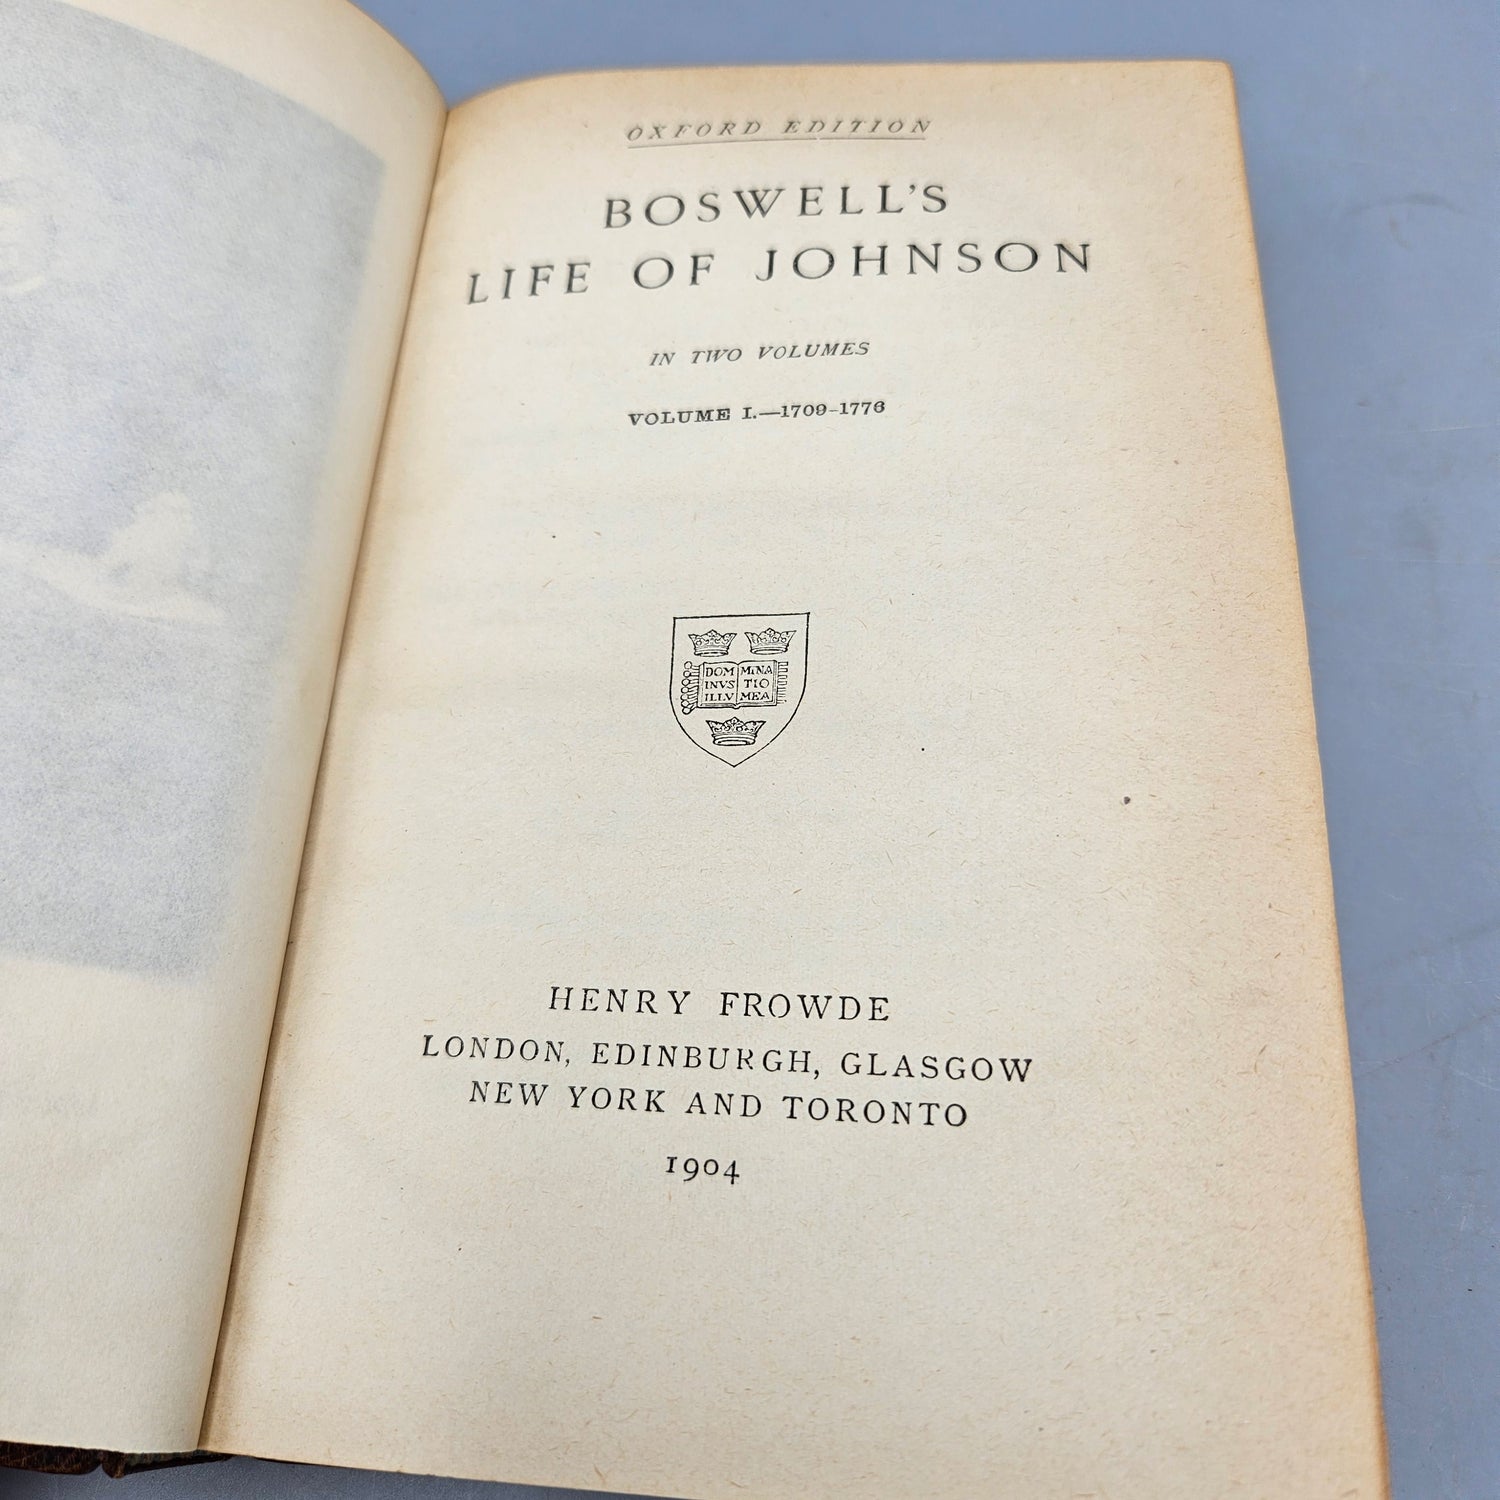 OXFORD EDITION
BOSWELL'S
LIFE OF JOHNSON
IN TWO VOLUMES
VOLUME I.—1709-1776
DOM MINA
INVS TIO
ILLV MEA
HENRY FROWDE
LONDON, EDINBURGH, GLASGOW
NEW YORK AND TORONTO
1904